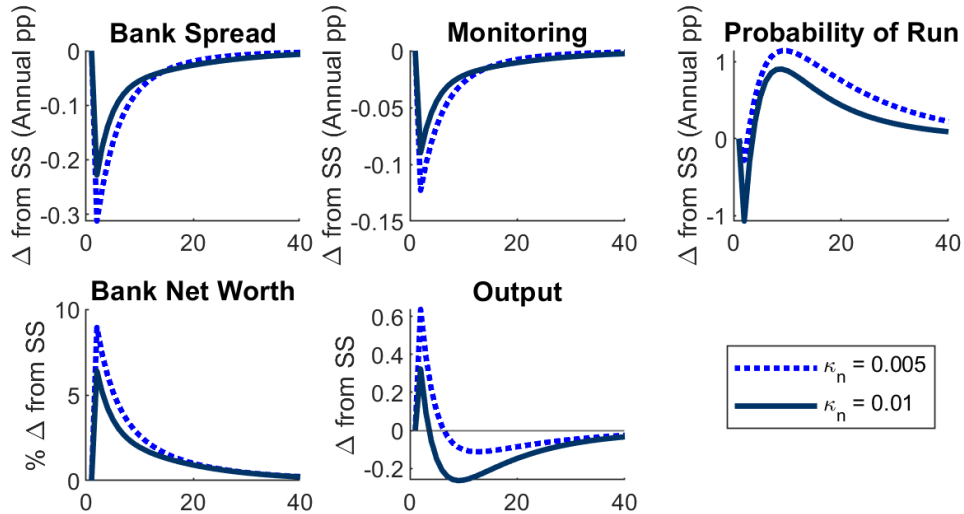 Bank Spread
Δ from SS (Annual pp)
0
-0.1
-0.2
-0.3
0 20 40
Monitoring
Δ from SS (Annual pp)
0
-0.05
-0.1
-0.15
0 20 40
Probability of Run
Δ from SS (Annual pp)
1
0
-1
0 20 40
Bank Net Worth
% Δ from SS
10
5
0
0 20 40
Output
Δ from SS
0.6
0.4
0.2
0
-0.2
0 20 40
κn = 0.005
κn = 0.01